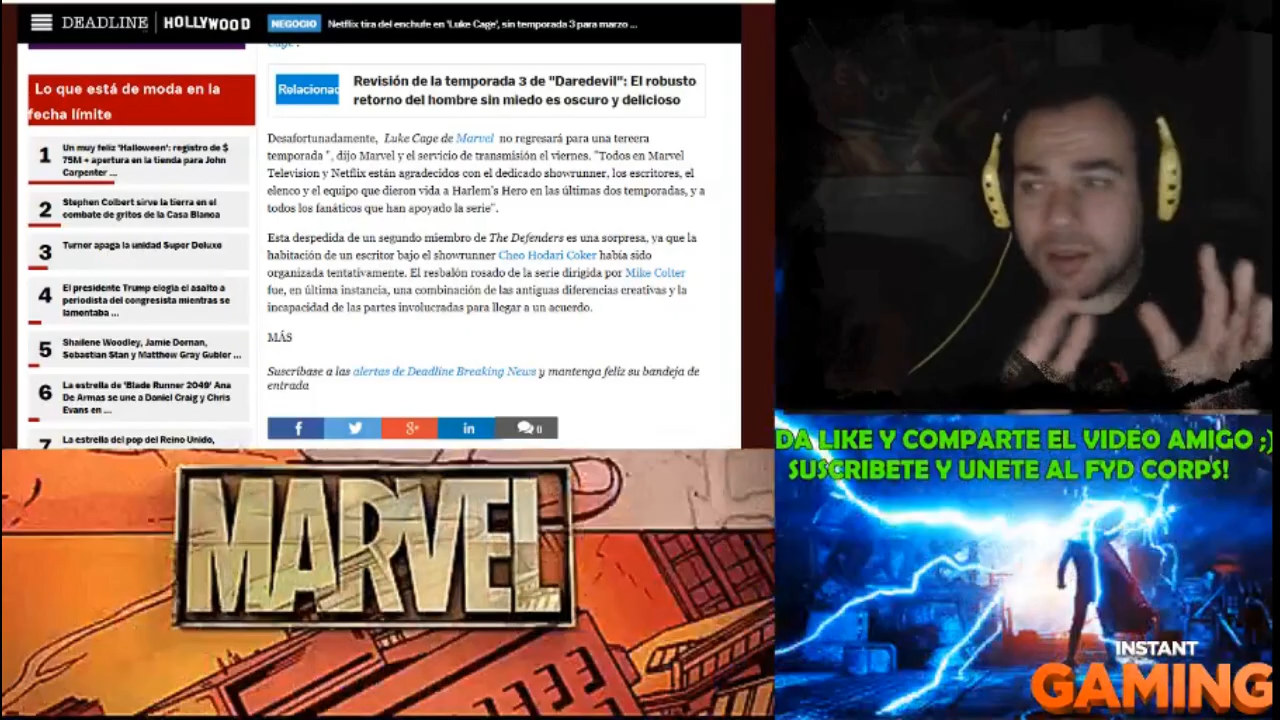 DEADLINE | HOLLYWOOD
NEGOCIO Netflix tira del enchufe en 'Luke Cage', sin temporada 3 para marzo ...
Lo que está de moda en la
fecha límite
1 Un muy feliz 'Halloween': registro de $
75M + apertura en la tienda para John
Carpenter ...
2 Stephen Colbert sirve la tierra en el
combate de gritos de la Casa Blanca
3 Turner apaga la unidad Super Deluxe
4 El presidente Trump elogia el asalto a
periodista del congresista mientras se
lamentaba ...
5 Shailene Woodley, Jamie Dornan,
Sebastian Stan y Matthew Gray Gubler ...
6 La estrella de 'Blade Runner 2049' Ana
De Armas se une a Daniel Craig y Chris
Evans en ...
7 La estrella del pop del Reino Unido,
Cage .
Relacionad
Revisión de la temporada 3 de "Daredevil": El robusto
retorno del hombre sin miedo es oscuro y delicioso
Desafortunadamente, Luke Cage de Marvel no regresará para una tercera
temporada ", dijo Marvel y el servicio de transmisión el viernes. "Todos en Marvel
Television y Netflix están agradecidos con el dedicado showrunner, los escritores, el
elenco y el equipo que dieron vida a Harlem's Hero en las últimas dos temporadas, y a
todos los fanáticos que han apoyado la serie".
Esta despedida de un segundo miembro de The Defenders es una sorpresa, ya que la
habitación de un escritor bajo el showrunner Cheo Hodari Coker había sido
organizada tentativamente. El resbalón rosado de la serie dirigida por Mike Colter
fue, en última instancia, una combinación de las antiguas diferencias creativas y la
incapacidad de las partes involucradas para llegar a un acuerdo.
MÁS
Suscríbase a las alertas de Deadline Breaking News y mantenga feliz su bandeja de
entrada
f g+ in 0
MARVEL
DA LIKE Y COMPARTE EL VIDEO AMIGO ;)
SUSCRIBETE Y UNETE AL FYD CORPS!
INSTANT
GAMING